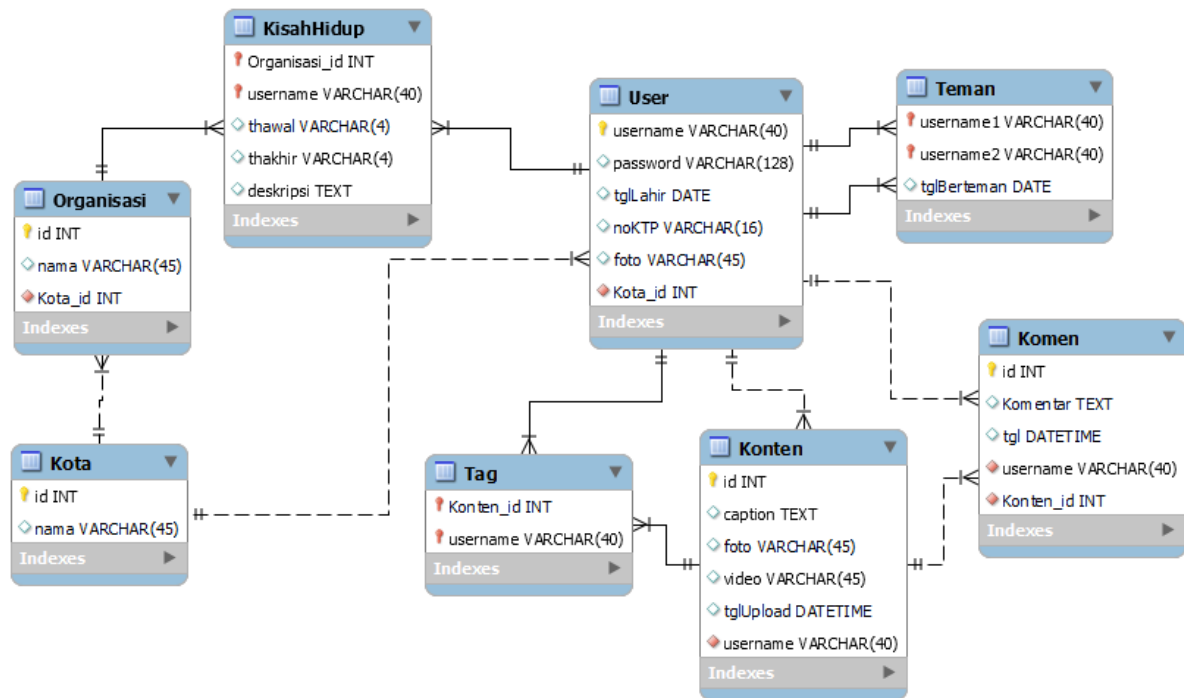 KisahHidup
Organisasi_id INT
username VARCHAR(40)
thawal VARCHAR(4)
thakhir VARCHAR(4)
deskripsi TEXT
Indexes
User
username VARCHAR(40)
password VARCHAR(128)
tglLahir DATE
noKTP VARCHAR(16)
foto VARCHAR(45)
Kota_id INT
Indexes
Teman
username1 VARCHAR(40)
username2 VARCHAR(40)
tglBerteman DATE
Indexes
Organisasi
id INT
nama VARCHAR(45)
Kota_id INT
Indexes
Komen
id INT
Komentar TEXT
tgl DATETIME
username VARCHAR(40)
Konten_id INT
Indexes
Kota
id INT
nama VARCHAR(45)
Indexes
Tag
Konten_id INT
username VARCHAR(40)
Indexes
Konten
id INT
caption TEXT
foto VARCHAR(45)
video VARCHAR(45)
tglUpload DATETIME
username VARCHAR(40)
Indexes